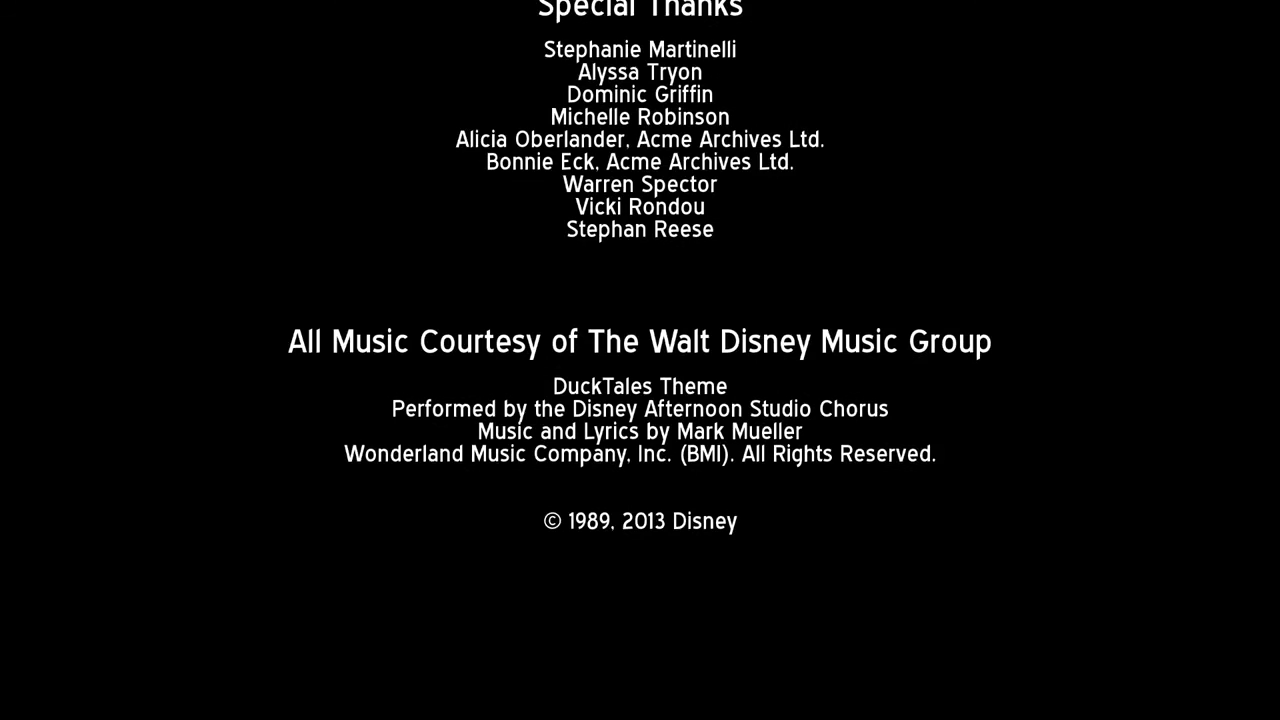 Special Thanks
Stephanie Martinelli
Alyssa Tryon
Dominic Griffin
Michelle Robinson
Alicia Oberlander, Acme Archives Ltd.
Bonnie Eck, Acme Archives Ltd.
Warren Spector
Vicki Rondou
Stephan Reese
All Music Courtesy of The Walt Disney Music Group
DuckTales Theme
Performed by the Disney Afternoon Studio Chorus
Music and Lyrics by Mark Mueller
Wonderland Music Company, Inc. (BMI). All Rights Reserved.
© 1989, 2013 Disney